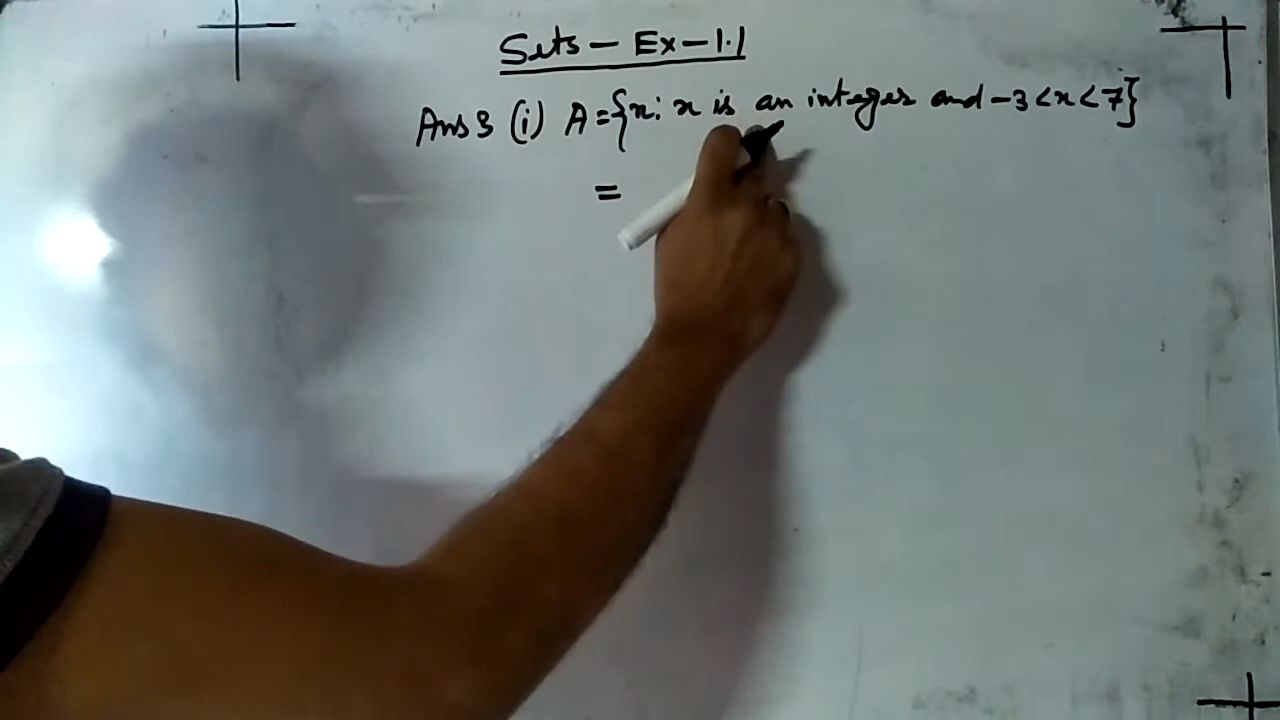 Sets - Ex - 1.1
Ans 3 (i) A = {x: x is an integer and -3 < x < 7}
=